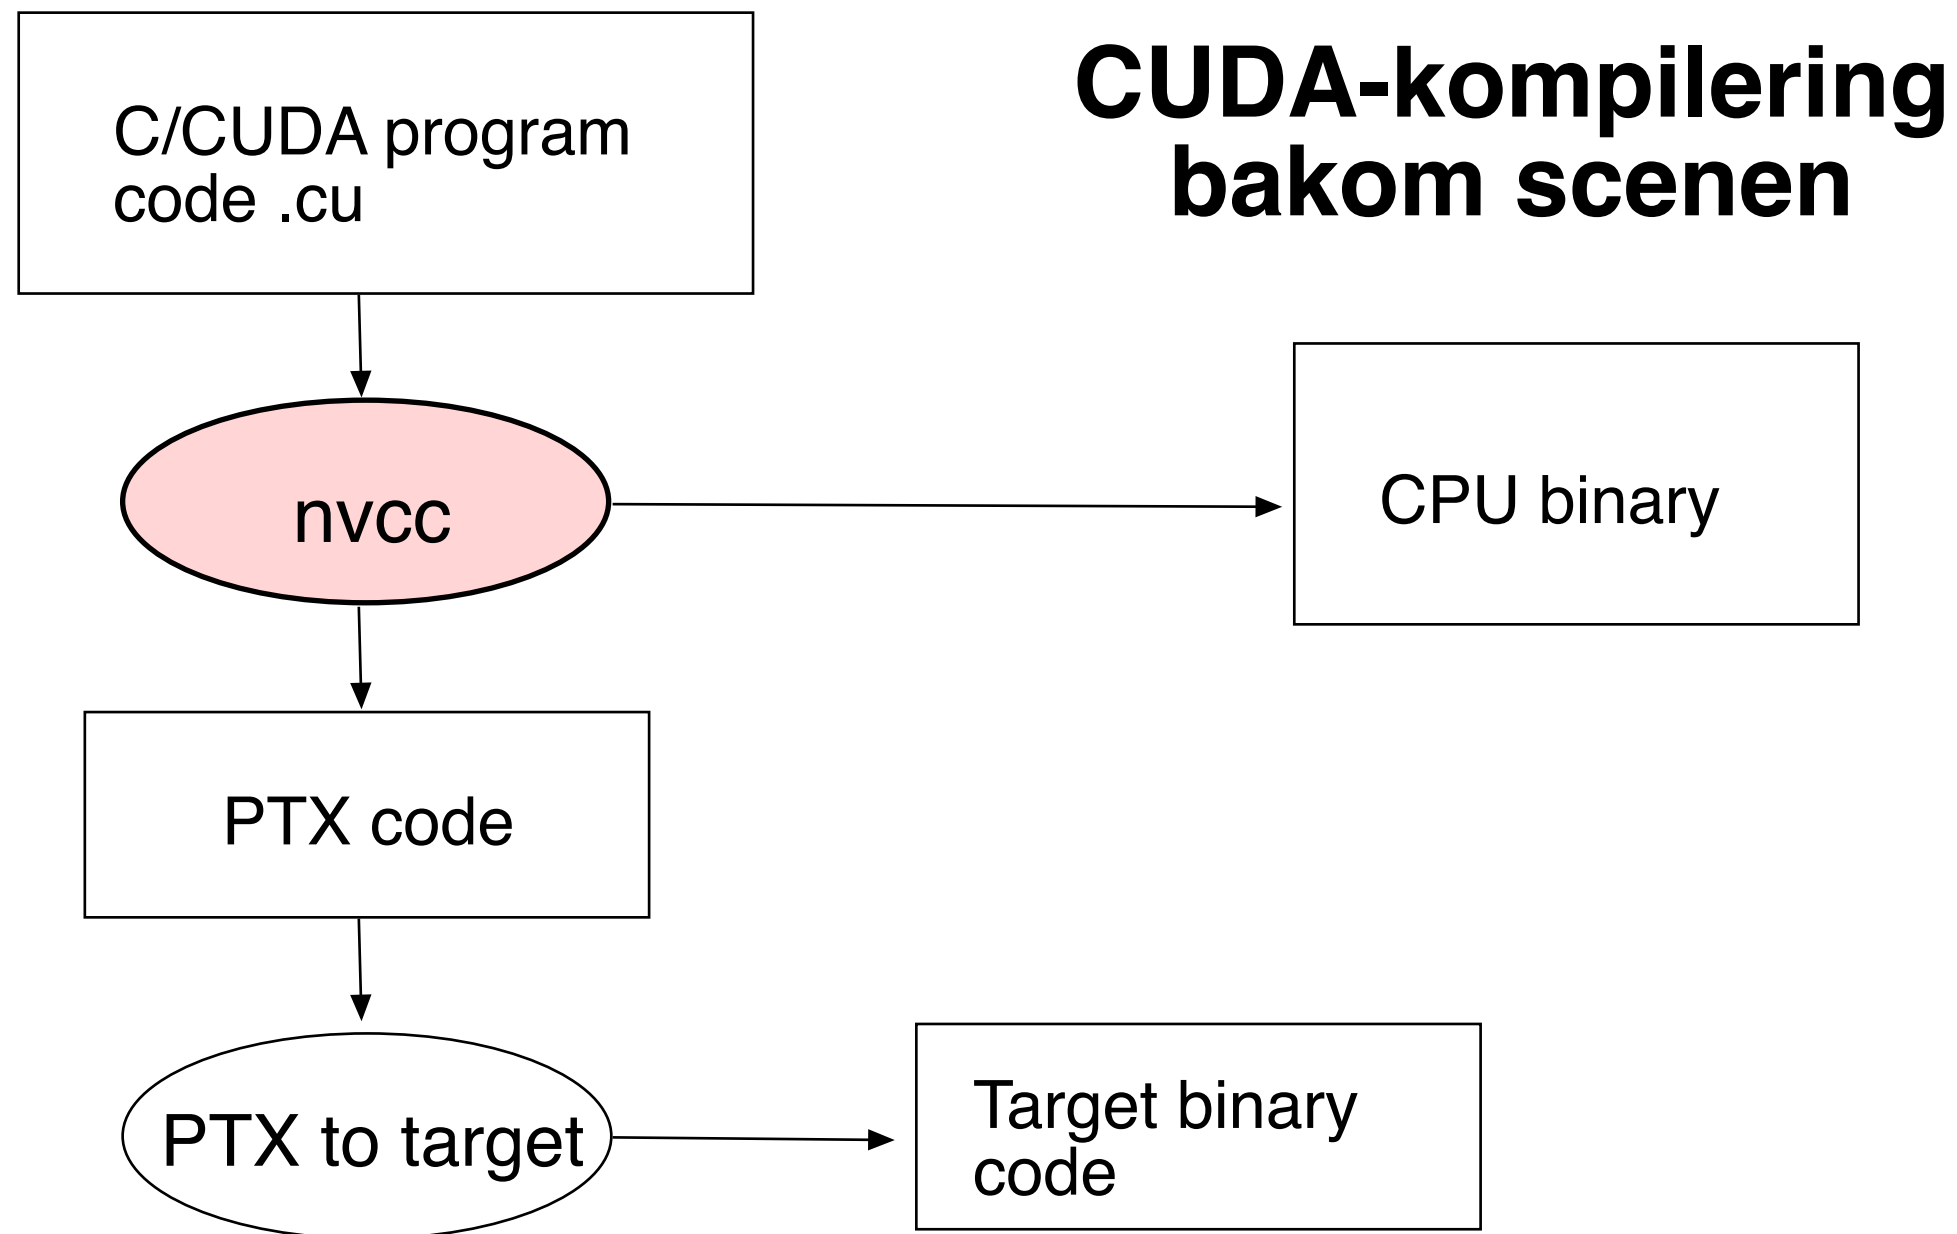 CUDA-kompilering
bakom scenen
C/CUDA program
code .cu
nvcc
CPU binary
PTX code
PTX to target
Target binary
code